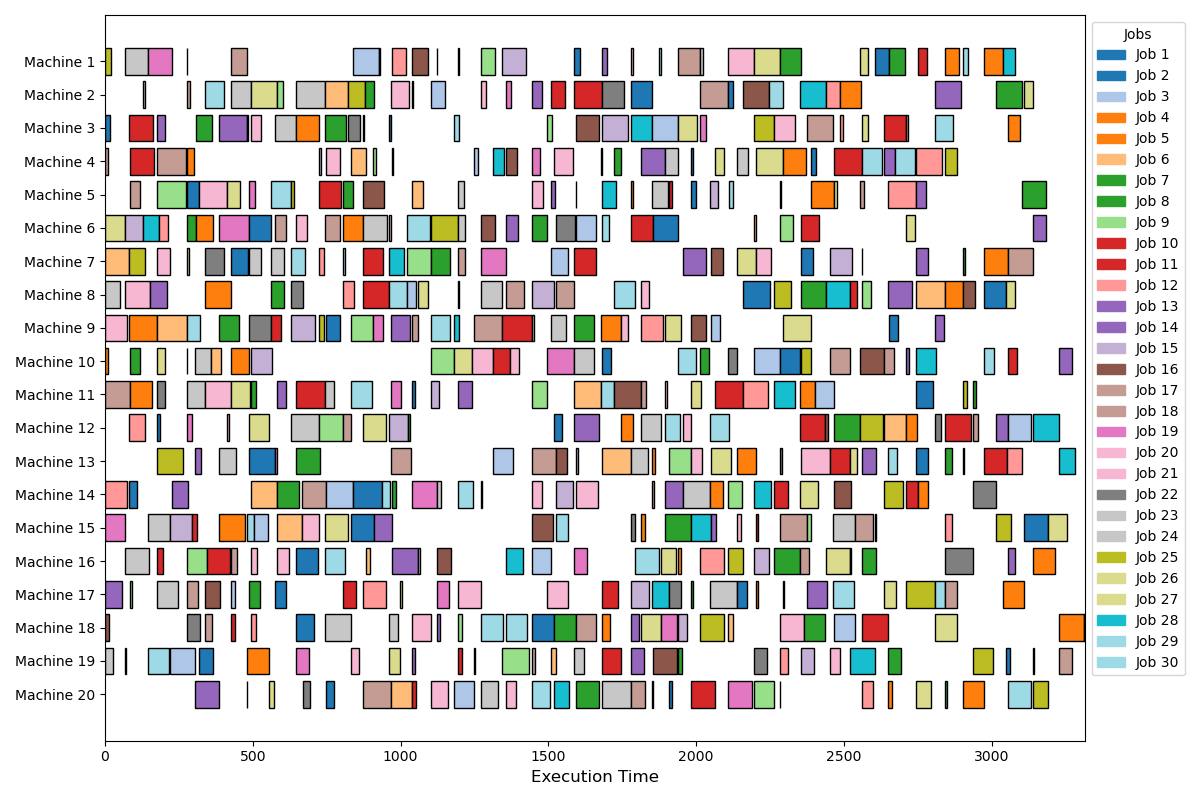 Machine 1
Machine 2
Machine 3
Machine 4
Machine 5
Machine 6
Machine 7
Machine 8
Machine 9
Machine 10
Machine 11
Machine 12
Machine 13
Machine 14
Machine 15
Machine 16
Machine 17
Machine 18
Machine 19
Machine 20
0 500 1000 1500 2000 2500 3000
Execution Time
Jobs
Job 1
Job 2
Job 3
Job 4
Job 5
Job 6
Job 7
Job 8
Job 9
Job 10
Job 11
Job 12
Job 13
Job 14
Job 15
Job 16
Job 17
Job 18
Job 19
Job 20
Job 21
Job 22
Job 23
Job 24
Job 25
Job 26
Job 27
Job 28
Job 29
Job 30